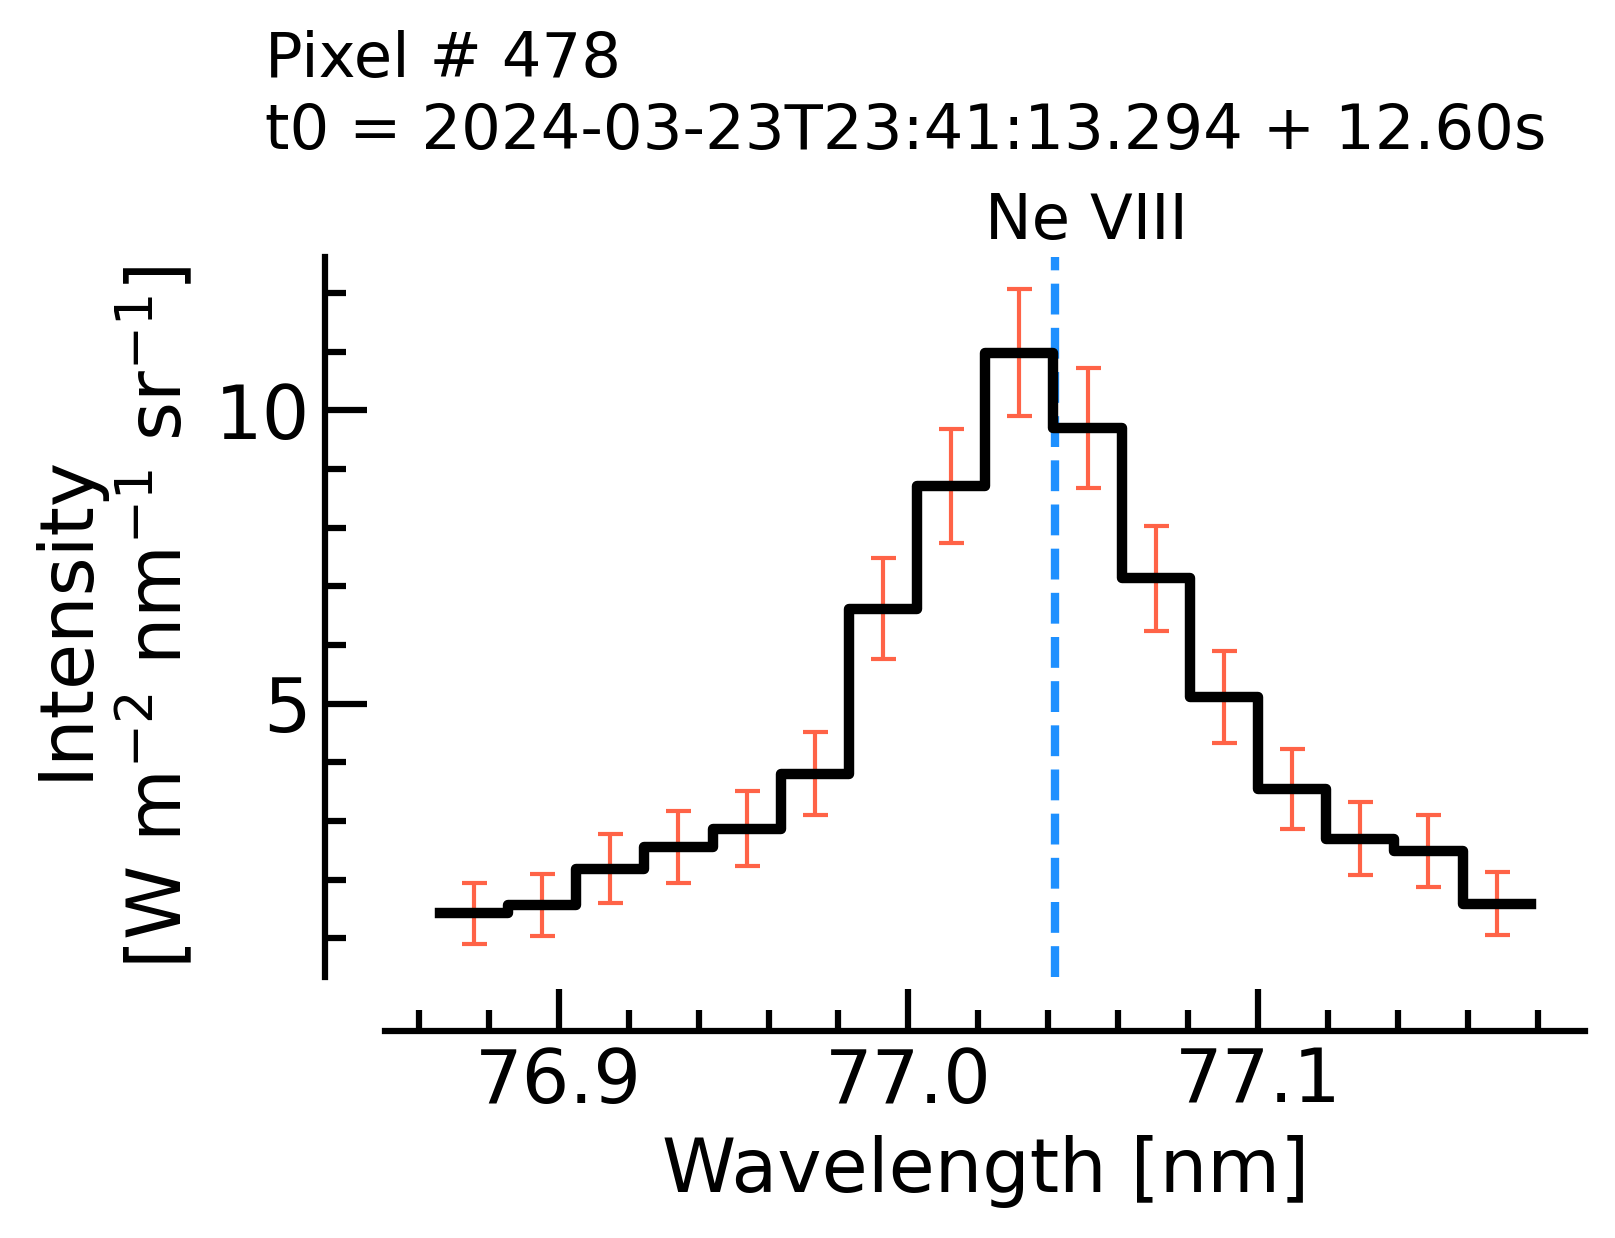 Pixel # 478
t0 = 2024-03-23T23:41:13.294 + 12.60s
Ne VIII
Intensity
[W m⁻² nm⁻¹ sr⁻¹]
10
5
76.9 77.0 77.1
Wavelength [nm]